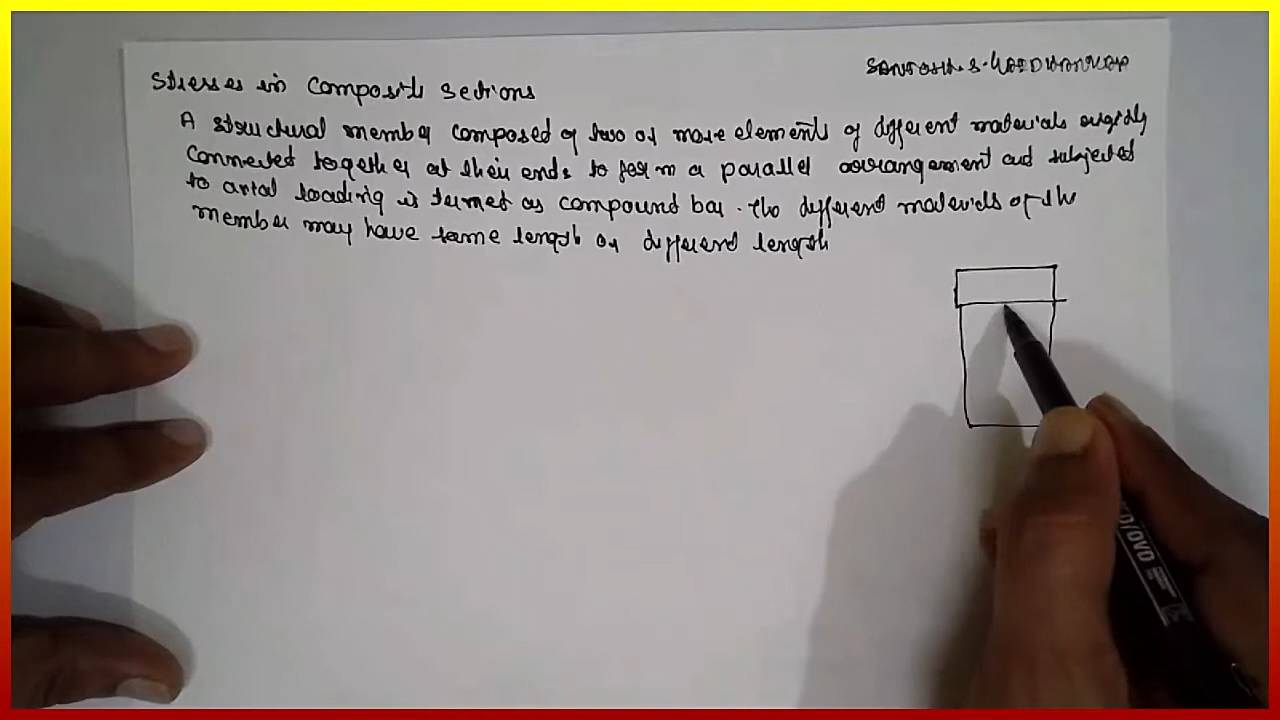 Stresses in Composite Sections
A structural member composed of two or more elements of different materials rigidly
connected together at their ends to form a parallel arrangement and subjected
to axial loading is termed as compound bar. The different materials of the
member may have same length or different length
CD/DVD